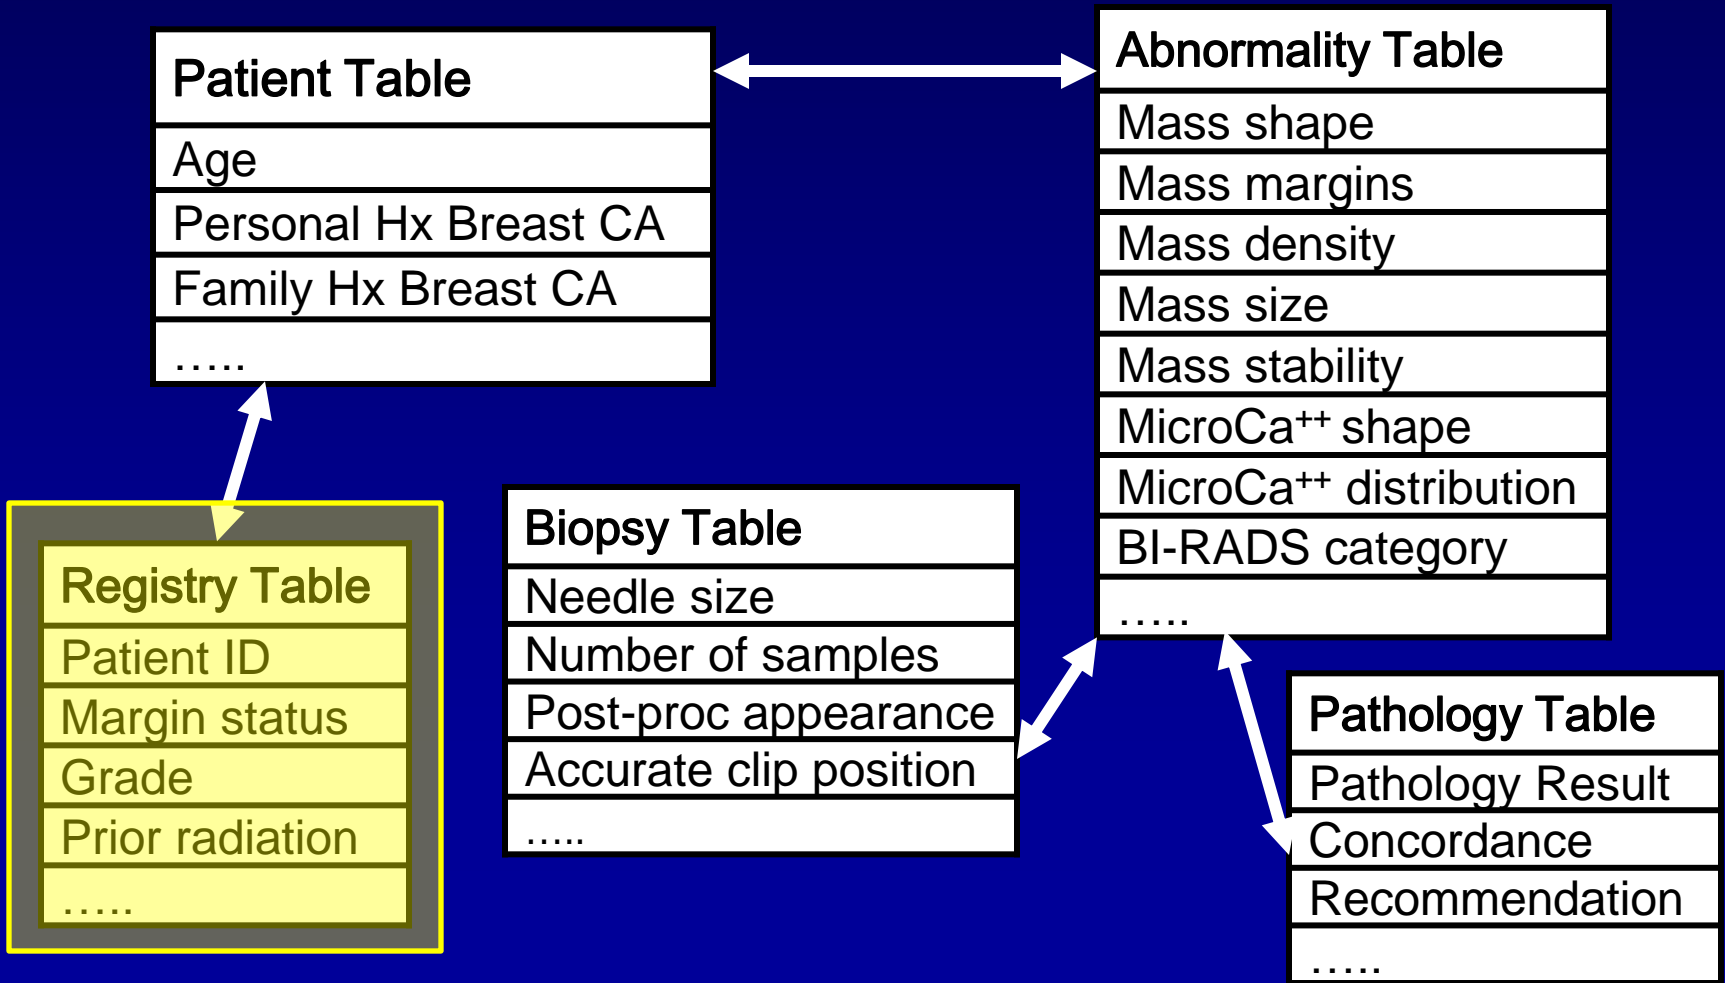 Patient Table
Age
Personal Hx Breast CA
Family Hx Breast CA
…..
Abnormality Table
Mass shape
Mass margins
Mass density
Mass size
Mass stability
MicroCa⁺⁺ shape
MicroCa⁺⁺ distribution
BI-RADS category
…..
Registry Table
Patient ID
Margin status
Grade
Prior radiation
…..
Biopsy Table
Needle size
Number of samples
Post-proc appearance
Accurate clip position
…..
Pathology Table
Pathology Result
Concordance
Recommendation
…..